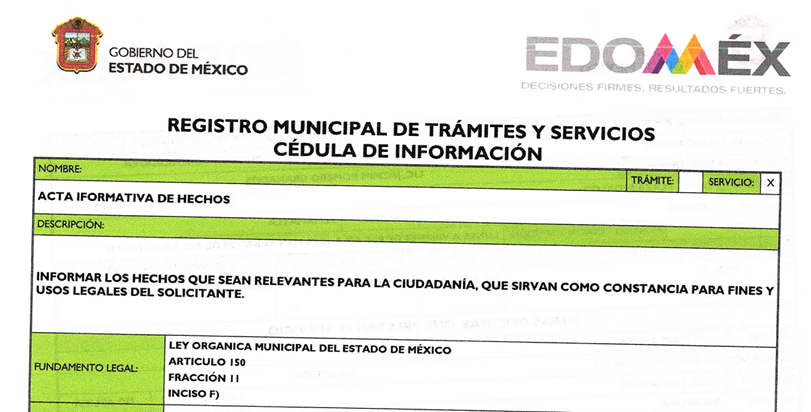 GOBIERNO DEL
ESTADO DE MÉXICO
EDOMÉX
DECISIONES FIRMES, RESULTADOS FUERTES.
REGISTRO MUNICIPAL DE TRÁMITES Y SERVICIOS
CÉDULA DE INFORMACIÓN
NOMBRE: TRÁMITE: SERVICIO: X
ACTA IFORMATIVA DE HECHOS
DESCRIPCIÓN:
INFORMAR LOS HECHOS QUE SEAN RELEVANTES PARA LA CIUDADANÍA, QUE SIRVAN COMO CONSTANCIA PARA FINES Y
USOS LEGALES DEL SOLICITANTE.
FUNDAMENTO LEGAL:
LEY ORGANICA MUNICIPAL DEL ESTADO DE MÉXICO
ARTICULO 150
FRACCIÓN 11
INCISO F)